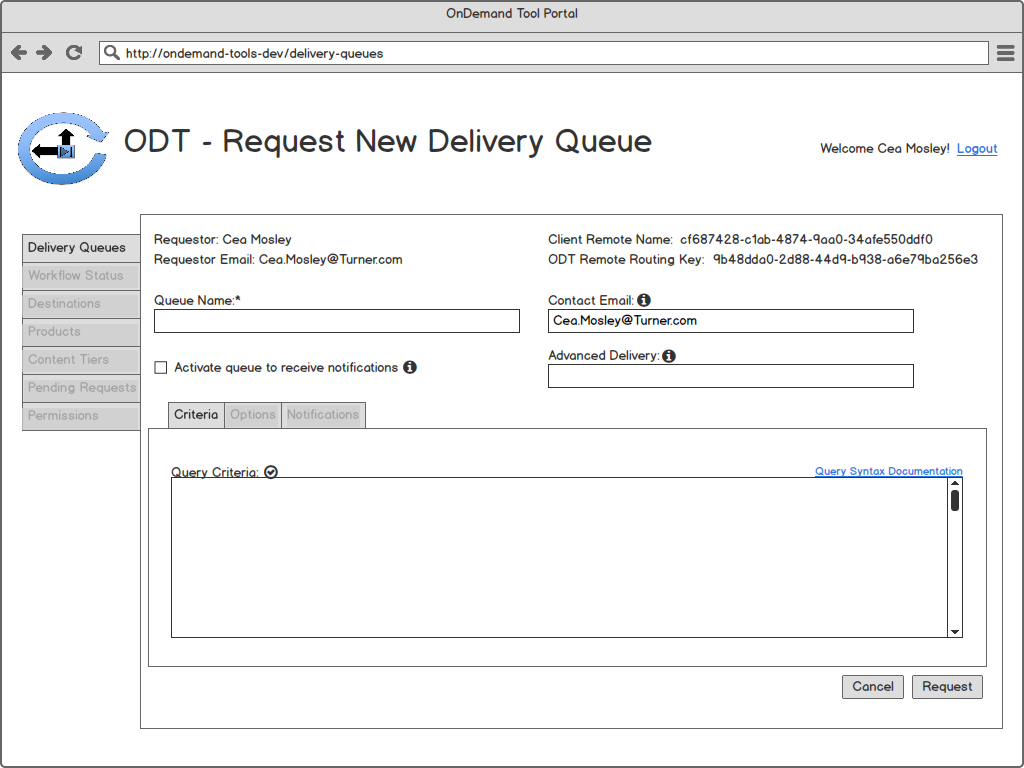 OnDemand Tool Portal
http://ondemand-tools-dev/delivery-queues
ODT - Request New Delivery Queue
Welcome Cea Mosley! Logout
Delivery Queues
Workflow Status
Destinations
Products
Content Tiers
Pending Requests
Permissions
Requestor: Cea Mosley
Requestor Email: Cea.Mosley@Turner.com
Client Remote Name: cf687428-c1ab-4874-9aa0-34afe550ddf0
ODT Remote Routing Key: 9b48dda0-2d88-44d9-b938-a6e79ba256e3
Queue Name:*
Contact Email:
Cea.Mosley@Turner.com
Activate queue to receive notifications
Advanced Delivery:
Criteria Options Notifications
Query Criteria:
Query Syntax Documentation
Cancel Request